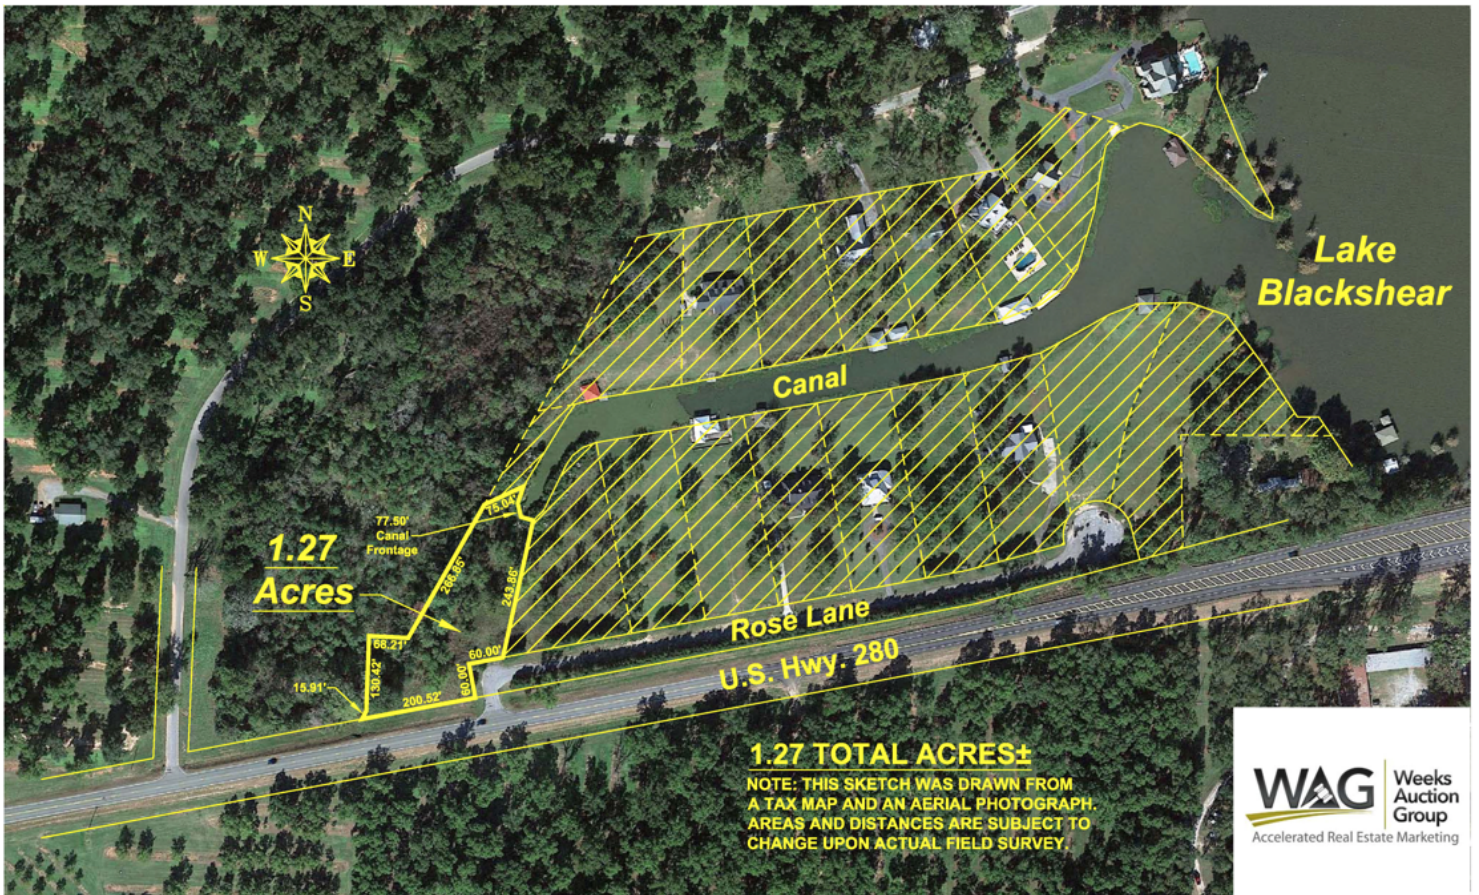 N
W E
S
Lake
Blackshear
Canal
75.04'
77.50'
Canal
Frontage
1.27
Acres
266.85'
243.86'
68.21'
130.42'
15.91'
60.00'
60.00'
200.52'
Rose Lane
U.S. Hwy. 280
1.27 TOTAL ACRES±
NOTE: THIS SKETCH WAS DRAWN FROM
A TAX MAP AND AN AERIAL PHOTOGRAPH.
AREAS AND DISTANCES ARE SUBJECT TO
CHANGE UPON ACTUAL FIELD SURVEY.
WAG
Weeks
Auction
Group
Accelerated Real Estate Marketing